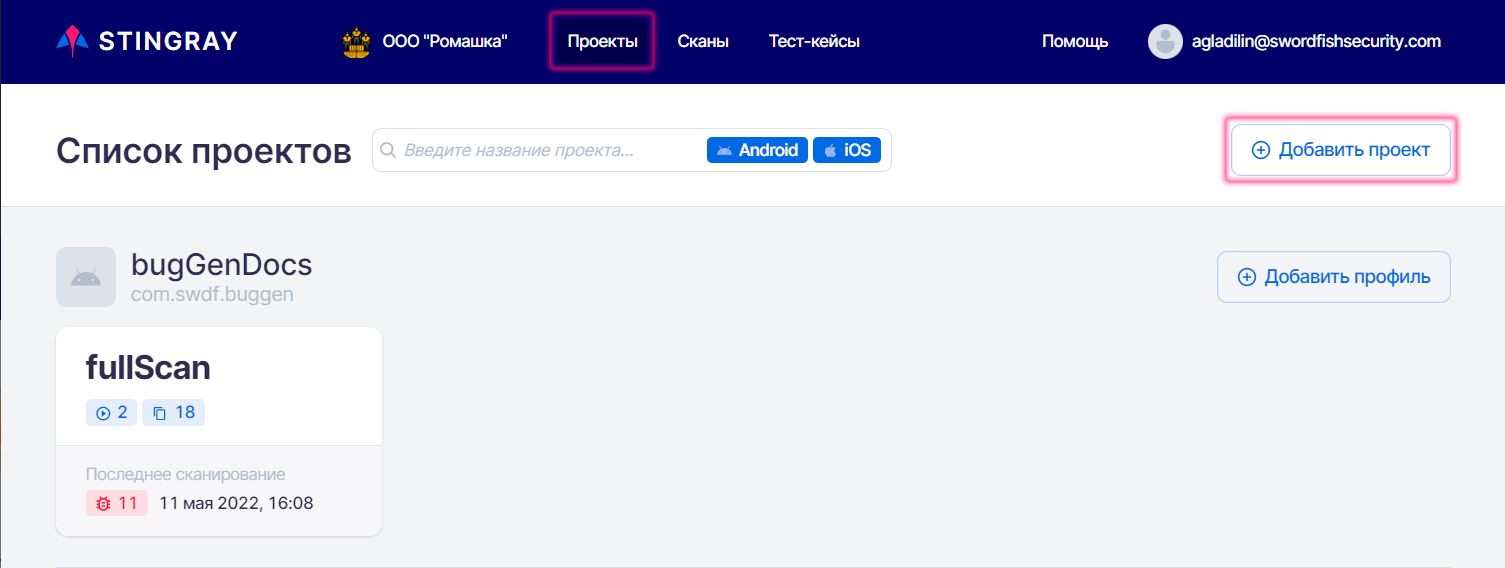 STINGRAY ООО "Ромашка" Проекты Сканы Тест-кейсы Помощь agladilin@swordfishsecurity.com
Список проектов Введите название проекта... Android iOS Добавить проект
bugGenDocs Добавить профиль
com.swdf.buggen
fullScan
2 18
Последнее сканирование
11 11 мая 2022, 16:08